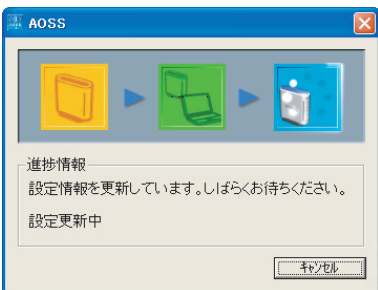 AOSS
進捗情報
設定情報を更新しています。しばらくお待ちください。
設定更新中
キャンセル